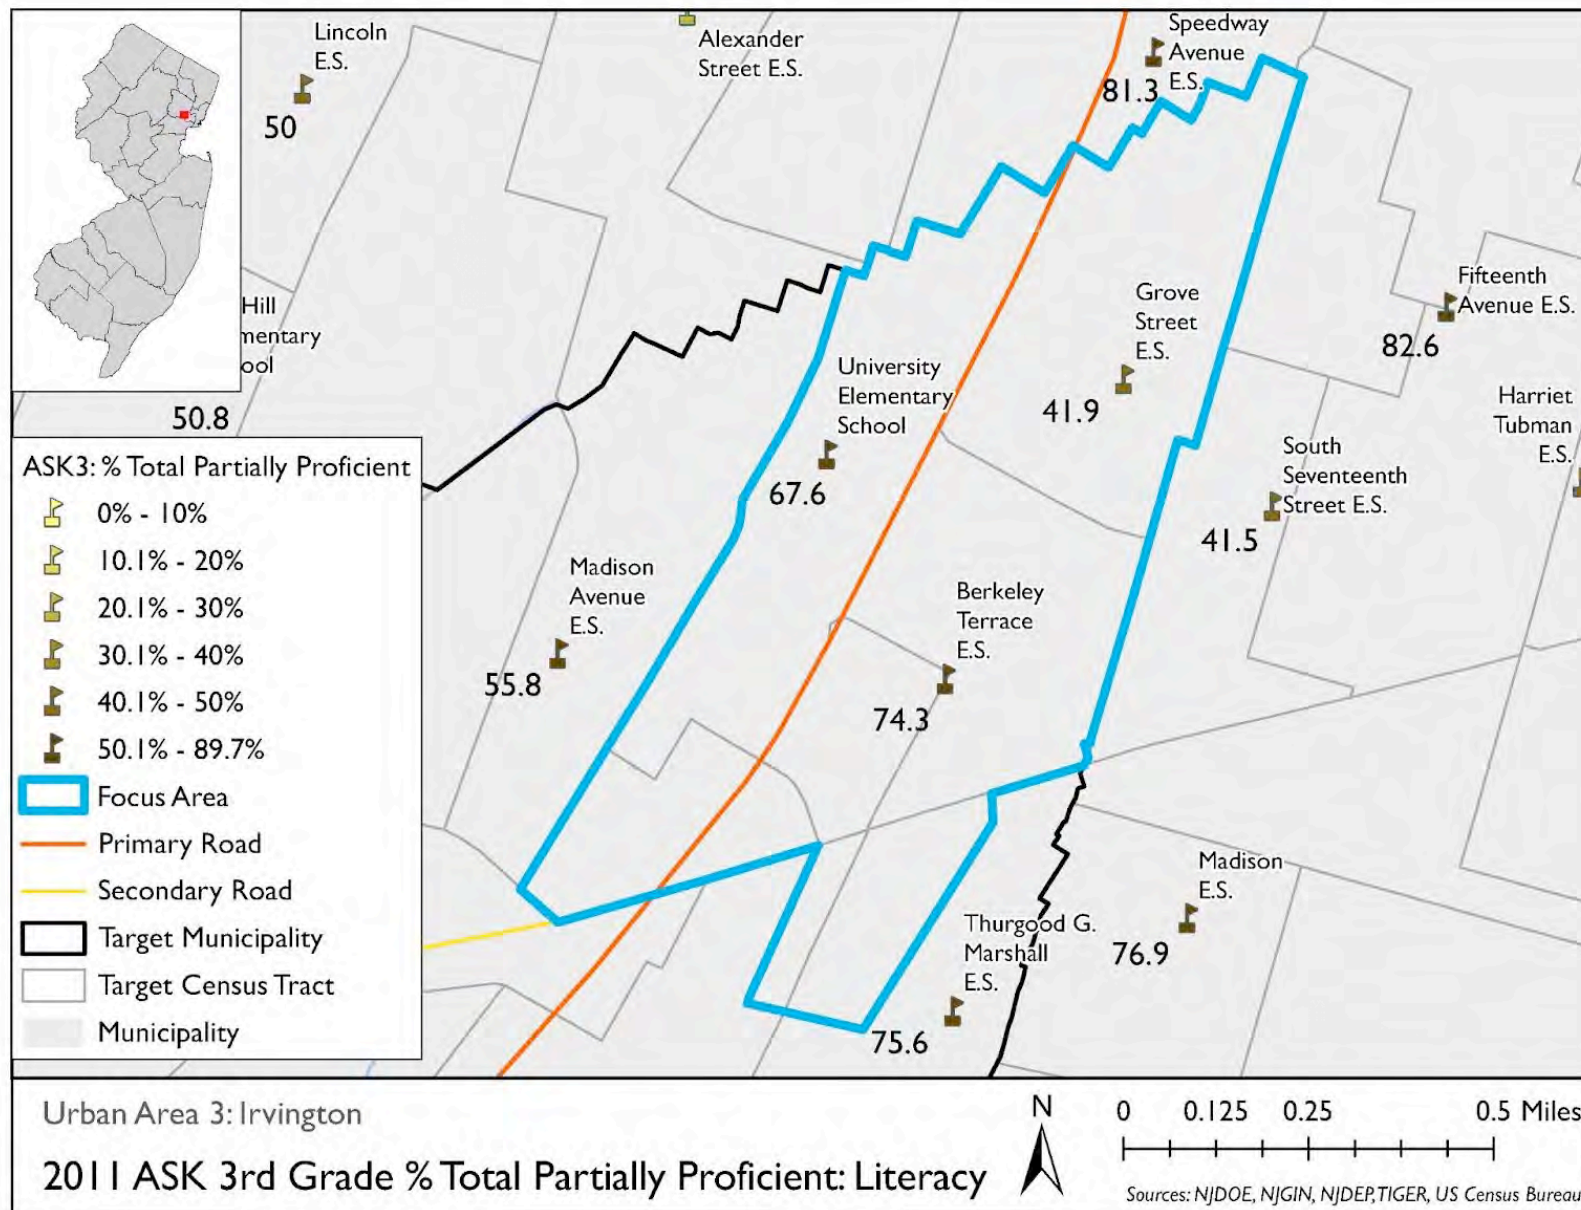 Lincoln
E.S.
50
Alexander
Street E.S.
Speedway
Avenue
E.S.
81.3
Hill
mentary
ool
50.8
University
Elementary
School
67.6
Grove
Street
E.S.
41.9
Fifteenth
Avenue E.S.
82.6
Harriet
Tubman
E.S.
South
Seventeenth
Street E.S.
41.5
Madison
Avenue
E.S.
55.8
Berkeley
Terrace
E.S.
74.3
Madison
E.S.
76.9
Thurgood G.
Marshall
E.S.
75.6
ASK3: % Total Partially Proficient
0% - 10%
10.1% - 20%
20.1% - 30%
30.1% - 40%
40.1% - 50%
50.1% - 89.7%
Focus Area
Primary Road
Secondary Road
Target Municipality
Target Census Tract
Municipality
Urban Area 3: Irvington
2011 ASK 3rd Grade % Total Partially Proficient: Literacy
N
0 0.125 0.25 0.5 Miles
Sources: NJDOE, NJGIN, NJDEP, TIGER, US Census Bureau